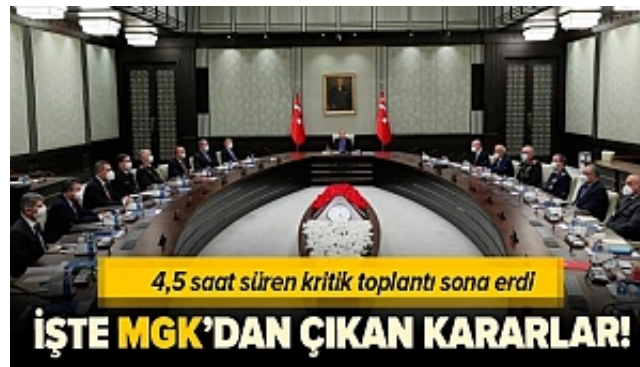 4,5 saat süren kritik toplantı sona erdi
İŞTE MGK'DAN ÇIKAN KARARLAR!